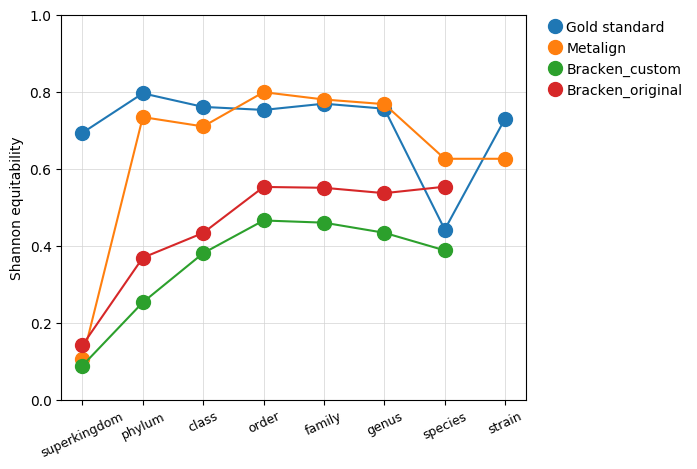 1.0
0.8
0.6
0.4
0.2
0.0
Shannon equitability
superkingdom
phylum
class
order
family
genus
species
strain
Gold standard
Metalign
Bracken_custom
Bracken_original